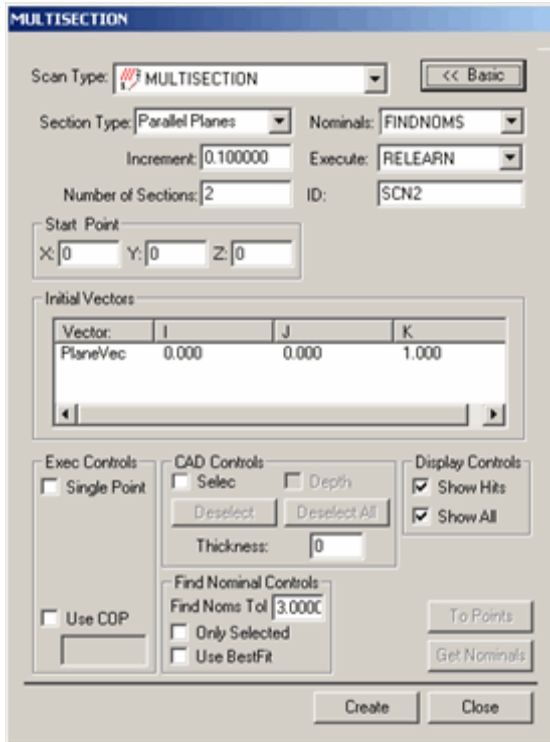 MULTISECTION
Scan Type: MULTISECTION << Basic
Section Type: Parallel Planes Nominals: FINDNOMS
Increment: 0.100000 Execute: RELEARN
Number of Sections: 2 ID: SCN2
Start Point
X: 0 Y: 0 Z: 0
Initial Vectors
Vector: I J K
PlaneVec 0.000 0.000 1.000
Exec Controls CAD Controls Display Controls
Single Point Selec Depth Show Hits
Deselect Deselect All Show All
Thickness: 0
Find Nominal Controls
Find Noms Tol 3.000C
Use COP Only Selected To Points
Use BestFit Get Nominals
Create Close